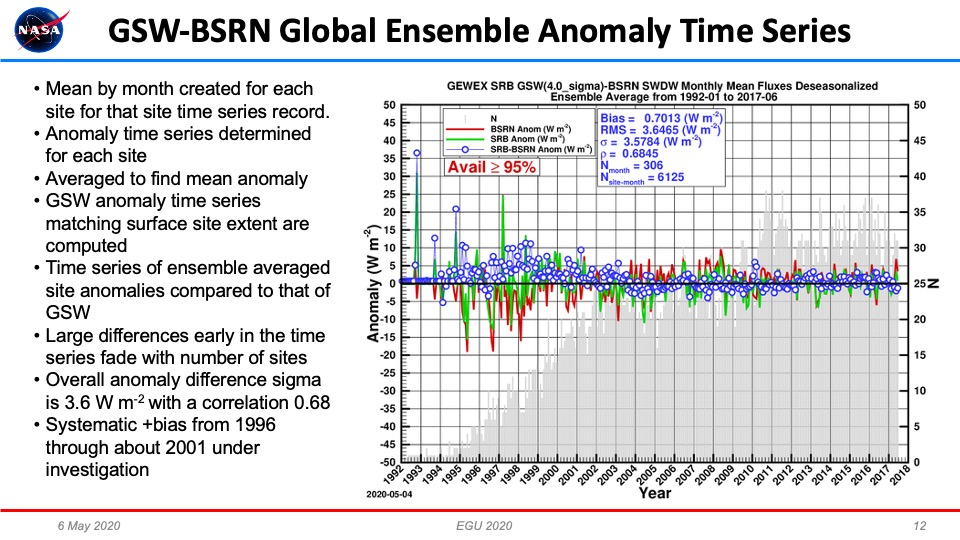 NASA
GSW-BSRN Global Ensemble Anomaly Time Series
• Mean by month created for each
site for that site time series record.
• Anomaly time series determined
for each site
• Averaged to find mean anomaly
• GSW anomaly time series
matching surface site extent are
computed
• Time series of ensemble averaged
site anomalies compared to that of
GSW
• Large differences early in the time
series fade with number of sites
• Overall anomaly difference sigma
is 3.6 W m-2 with a correlation 0.68
• Systematic +bias from 1996
through about 2001 under
investigation
GEWEX SRB GSW(4.0_sigma)-BSRN SWDW Monthly Mean Fluxes Deseasonalized
Ensemble Average from 1992-01 to 2017-06
N
BSRN Anom (W m-2)
SRB Anom (W m-2)
SRB-BSRN Anom (W m-2)
Avail ≥ 95%
Bias = 0.7013 (W m-2)
RMS = 3.6465 (W m-2)
σ = 3.5784 (W m-2)
ρ = 0.6845
Nmonth = 306
Nsite-month = 6125
Anomaly (W m-2)
50
45
40
35
30
25
20
15
10
5
0
-5
-10
-15
-20
-25
-30
-35
-40
-45
-50
50
45
40
35
30
25
20
15
10
5
0
N
1992 1993 1994 1995 1996 1997 1998 1999 2000 2001 2002 2003 2004 2005 2006 2007 2008 2009 2010 2011 2012 2013 2014 2015 2016 2017 2018
2020-05-04
Year
6 May 2020
EGU 2020
12